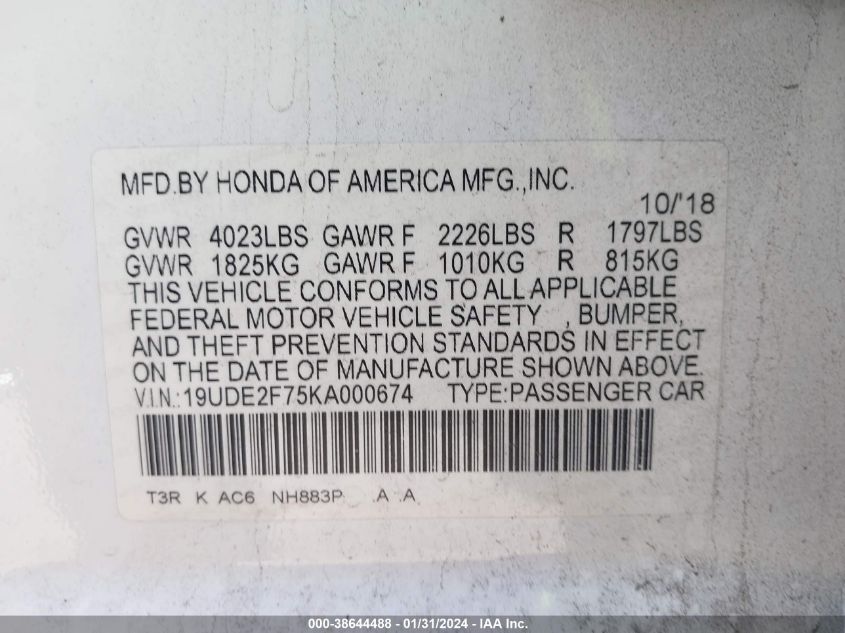 MFD.BY HONDA OF AMERICA MFG.,INC.
10/'18
GVWR 4023LBS GAWR F 2226LBS R 1797LBS
GVWR 1825KG GAWR F 1010KG R 815KG
THIS VEHICLE CONFORMS TO ALL APPLICABLE
FEDERAL MOTOR VEHICLE SAFETY , BUMPER,
AND THEFT PREVENTION STANDARDS IN EFFECT
ON THE DATE OF MANUFACTURE SHOWN ABOVE.
V.I.N.:19UDE2F75KA000674 TYPE:PASSENGER CAR
T3R K AC6 NH883P .A .A
000-38644488 - 01/31/2024 - IAA Inc.